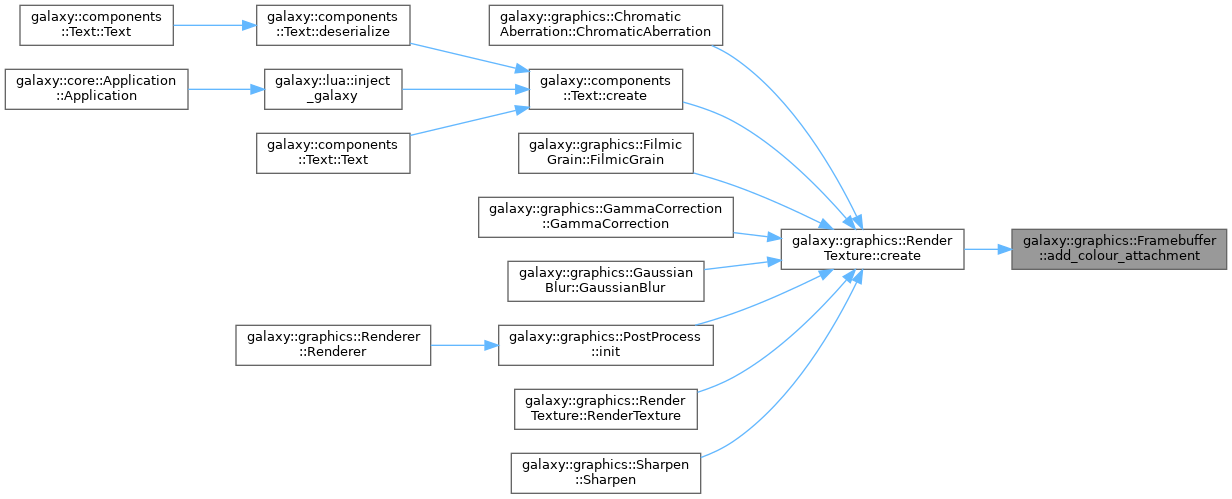 galaxy::components
::Text::Text
galaxy::components
::Text::deserialize
galaxy::graphics::Chromatic
Aberration::ChromaticAberration
galaxy::core::Application
::Application
galaxy::lua::inject
_galaxy
galaxy::components
::Text::create
galaxy::components
::Text::Text
galaxy::graphics::Filmic
Grain::FilmicGrain
galaxy::graphics::GammaCorrection
::GammaCorrection
galaxy::graphics::Render
Texture::create
galaxy::graphics::Framebuffer
::add_colour_attachment
galaxy::graphics::Gaussian
Blur::GaussianBlur
galaxy::graphics::Renderer
::Renderer
galaxy::graphics::PostProcess
::init
galaxy::graphics::Render
Texture::RenderTexture
galaxy::graphics::Sharpen
::Sharpen